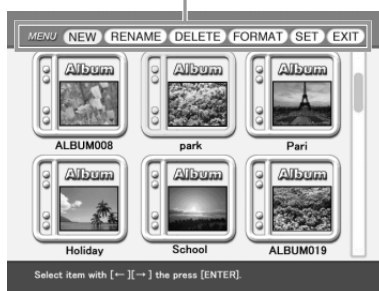 MENU NEW RENAME DELETE FORMAT SET EXIT
Album Album Album
ALBUM008 park Pari
Album Album Album
Holiday School ALBUM019
Select item with [← ][→ ] the press [ENTER].